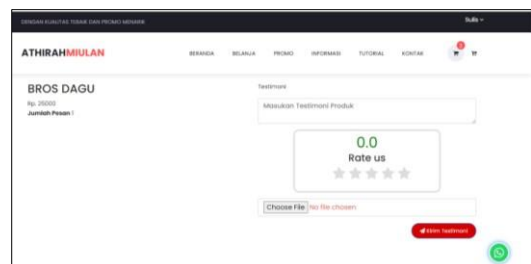 DENGAN KUALITAS TERBAIK DAN PROMO MENARIK
Sulis
ATHIRAHMIULAN
BERANDA BELANJA PROMO INFORMASI TUTORIAL KONTAK
BROS DAGU
Rp. 25000
Jumlah Pesan 1
Testimoni
Masukan Testimoni Produk
0.0
Rate us
Choose File No file chosen
Kirim Testimoni